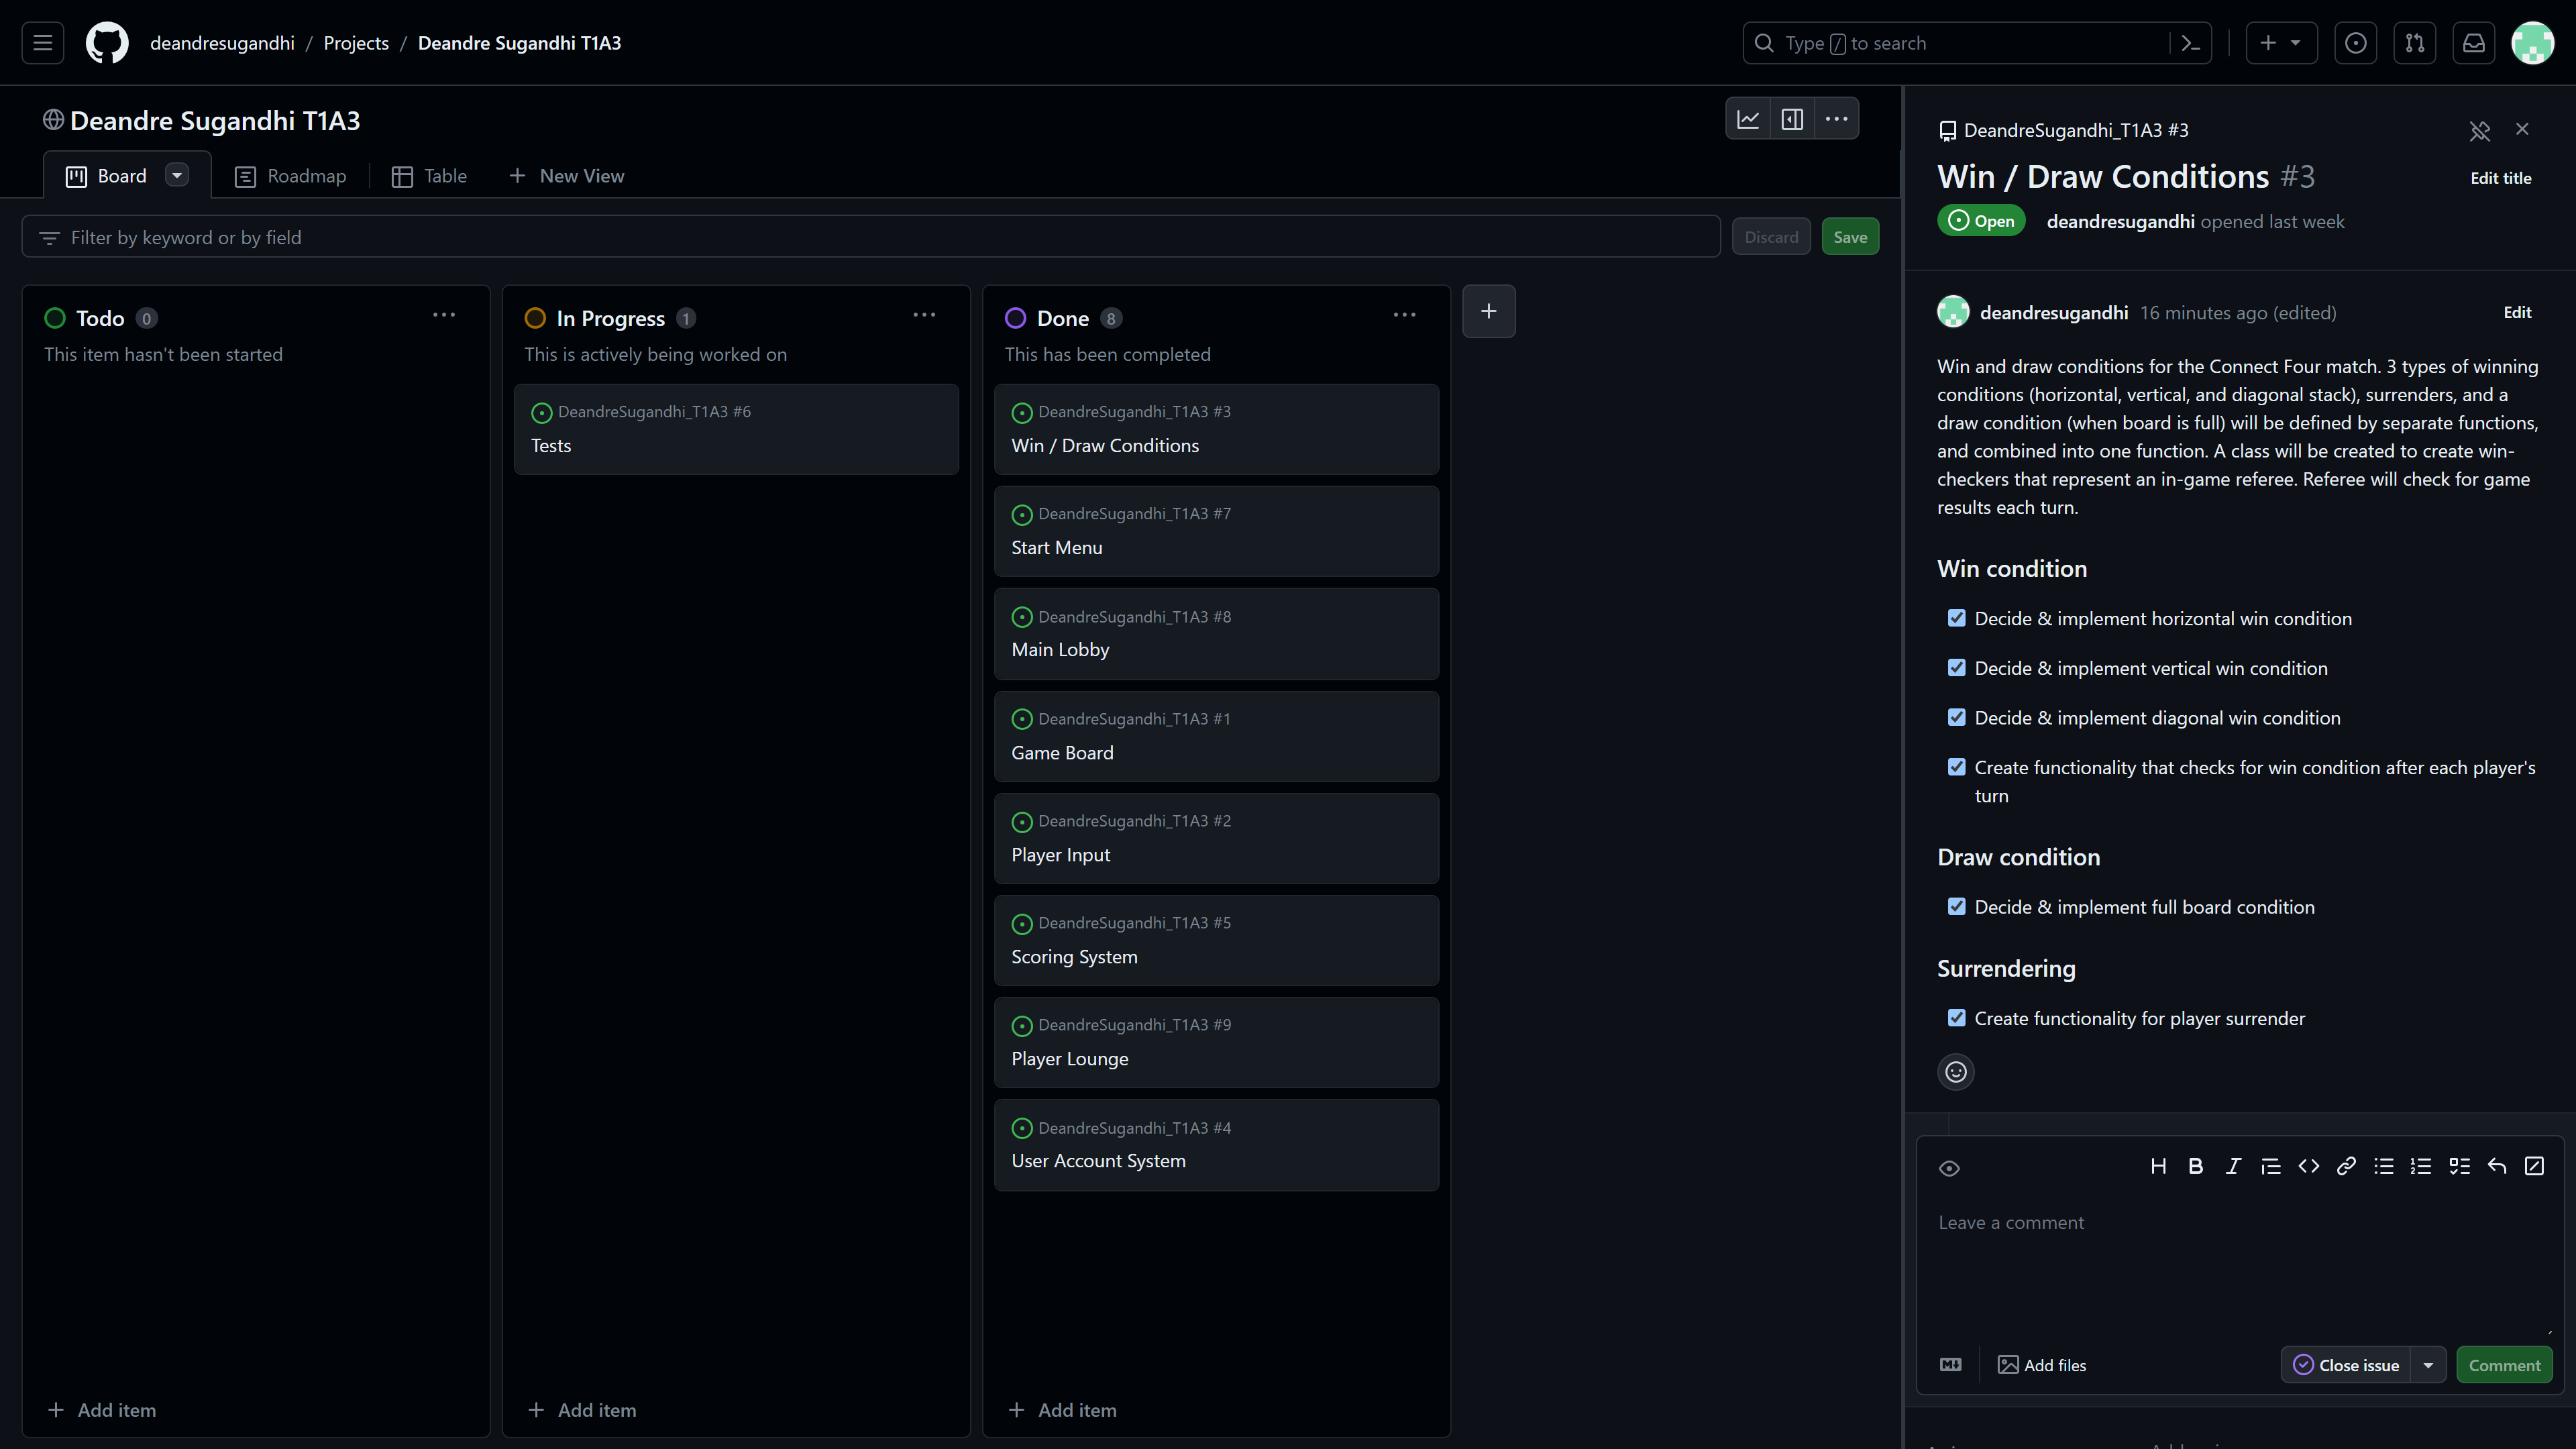 deandresugandhi / Projects / Deandre Sugandhi T1A3
Type / to search
Deandre Sugandhi T1A3
Board
Roadmap
Table
New View
Filter by keyword or by field
Discard
Save
Todo 0
This item hasn't been started
Add item
In Progress 1
This is actively being worked on
DeandreSugandhi_T1A3 #6
Tests
Add item
Done 8
This has been completed
DeandreSugandhi_T1A3 #3
Win / Draw Conditions
DeandreSugandhi_T1A3 #7
Start Menu
DeandreSugandhi_T1A3 #8
Main Lobby
DeandreSugandhi_T1A3 #1
Game Board
DeandreSugandhi_T1A3 #2
Player Input
DeandreSugandhi_T1A3 #5
Scoring System
DeandreSugandhi_T1A3 #9
Player Lounge
DeandreSugandhi_T1A3 #4
User Account System
Add item
DeandreSugandhi_T1A3 #3
Win / Draw Conditions #3
Edit title
Open
deandresugandhi opened last week
deandresugandhi 16 minutes ago (edited)
Edit
Win and draw conditions for the Connect Four match. 3 types of winning
conditions (horizontal, vertical, and diagonal stack), surrenders, and a
draw condition (when board is full) will be defined by separate functions,
and combined into one function. A class will be created to create win-
checkers that represent an in-game referee. Referee will check for game
results each turn.
Win condition
Decide & implement horizontal win condition
Decide & implement vertical win condition
Decide & implement diagonal win condition
Create functionality that checks for win condition after each player's
turn
Draw condition
Decide & implement full board condition
Surrendering
Create functionality for player surrender
Leave a comment
Add files
Close issue
Comment